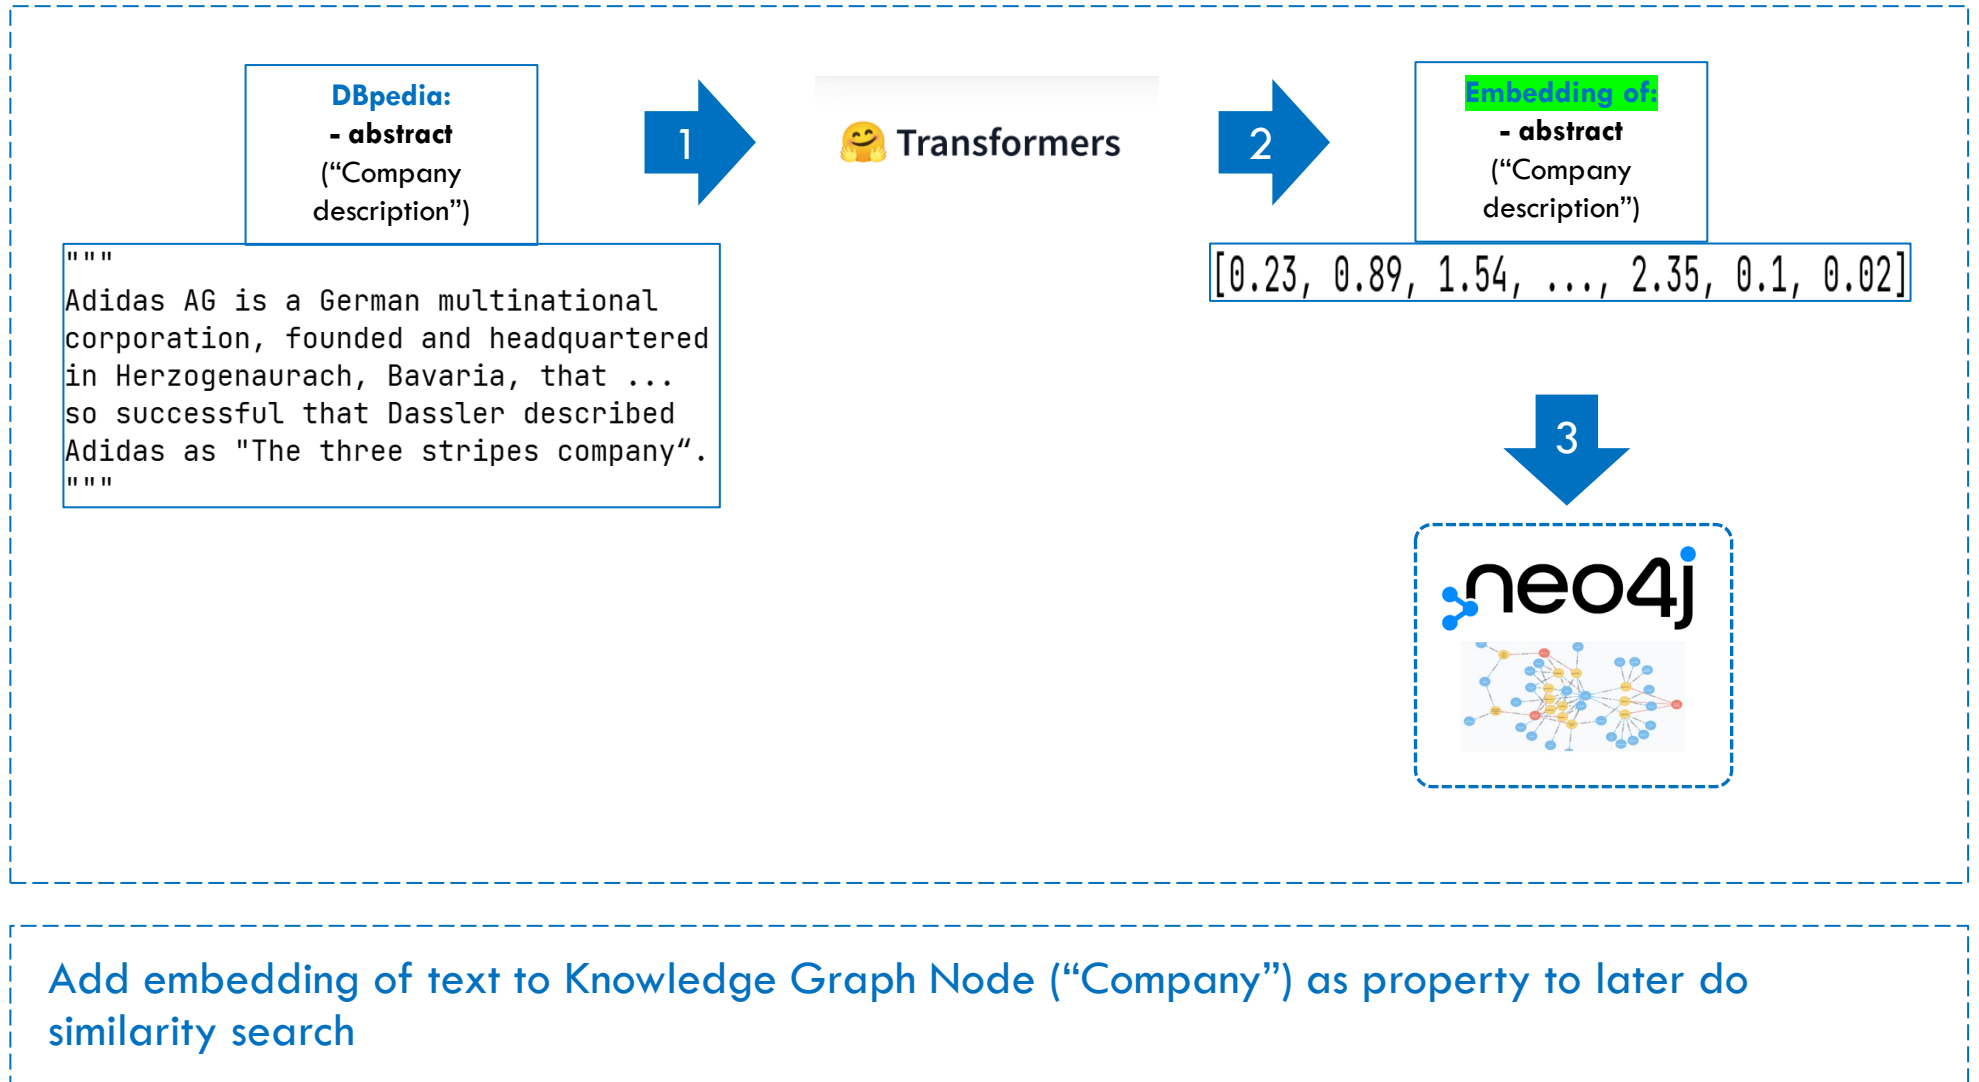 DBpedia:
- abstract
(“Company
description”)
1
🤗 Transformers
2
Embedding of:
- abstract
(“Company
description”)
"""
Adidas AG is a German multinational
corporation, founded and headquartered
in Herzogenaurach, Bavaria, that ...
so successful that Dassler described
Adidas as "The three stripes company“.
"""
[0.23, 0.89, 1.54, ..., 2.35, 0.1, 0.02]
3
neo4j
Add embedding of text to Knowledge Graph Node (“Company”) as property to later do
similarity search